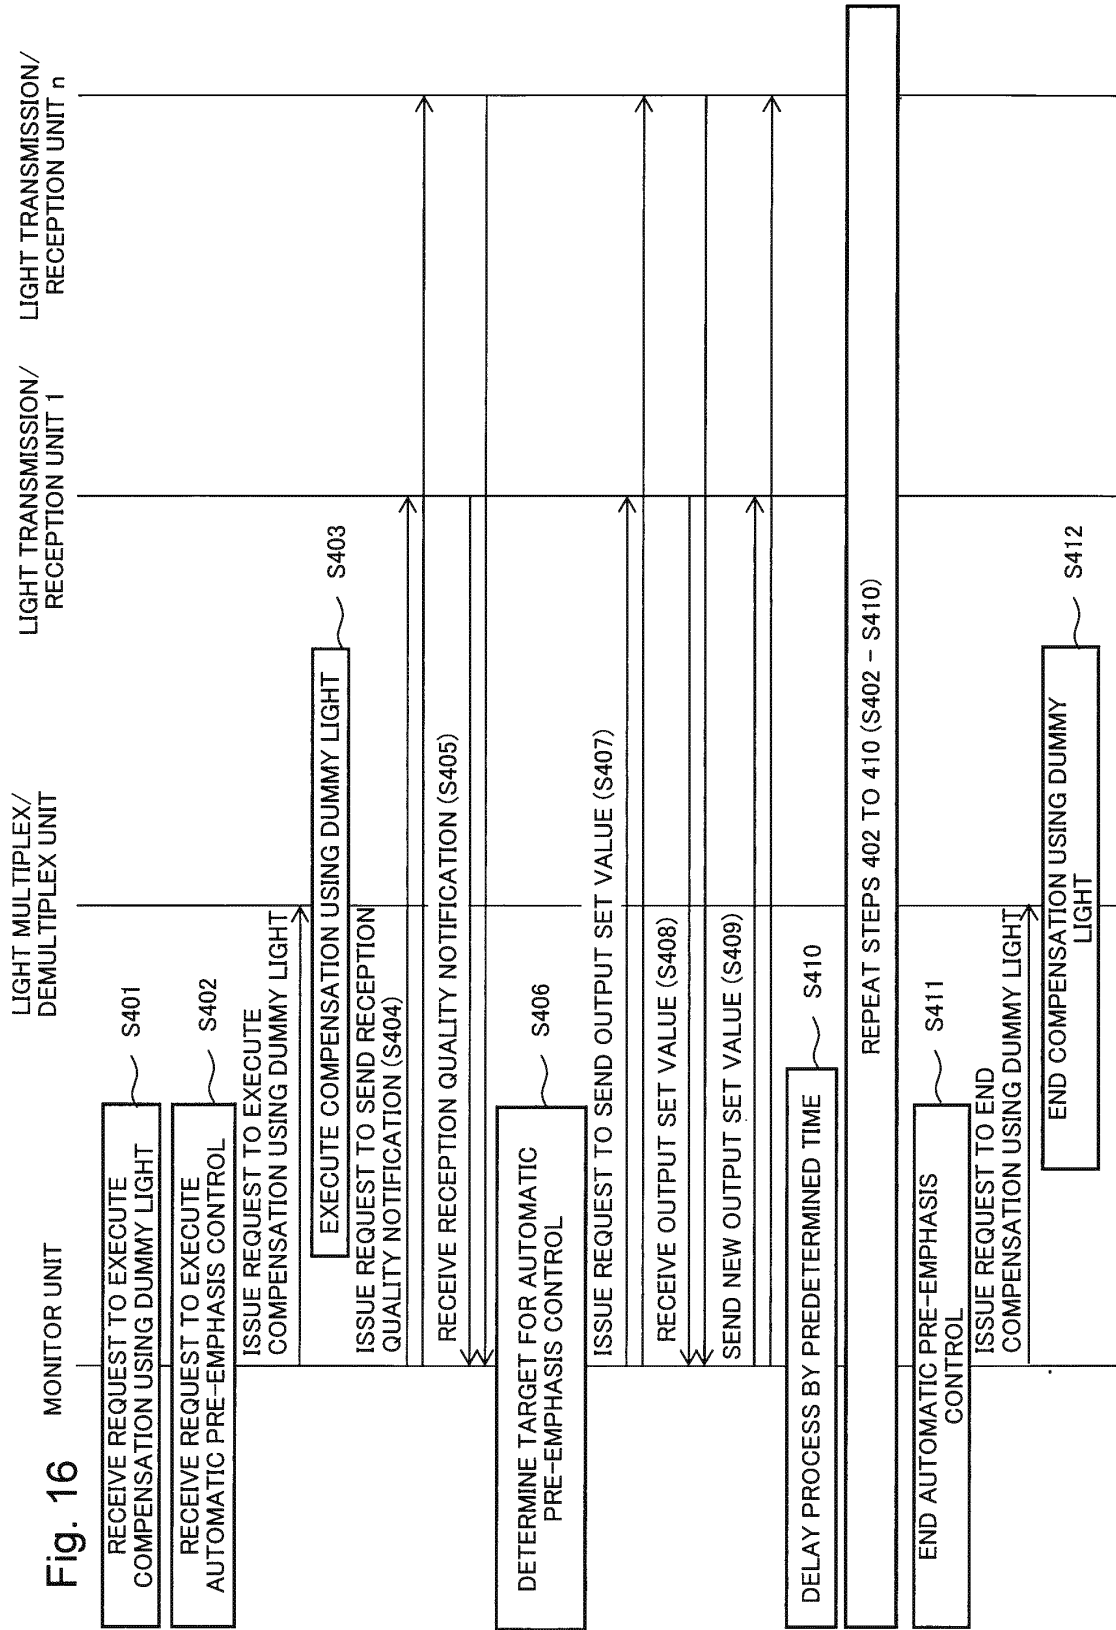 Fig. 16
MONITOR UNIT
LIGHT MULTIPLEX/
DEMULTIPLEX UNIT
LIGHT TRANSMISSION/
RECEPTION UNIT 1
LIGHT TRANSMISSION/
RECEPTION UNIT n
RECEIVE REQUEST TO EXECUTE
COMPENSATION USING DUMMY LIGHT
S401
RECEIVE REQUEST TO EXECUTE
AUTOMATIC PRE-EMPHASIS CONTROL
S402
ISSUE REQUEST TO EXECUTE
COMPENSATION USING DUMMY LIGHT
EXECUTE COMPENSATION USING DUMMY LIGHT
S403
ISSUE REQUEST TO SEND RECEPTION
QUALITY NOTIFICATION (S404)
RECEIVE RECEPTION QUALITY NOTIFICATION (S405)
DETERMINE TARGET FOR AUTOMATIC
PRE-EMPHASIS CONTROL
S406
ISSUE REQUEST TO SEND OUTPUT SET VALUE (S407)
RECEIVE OUTPUT SET VALUE (S408)
SEND NEW OUTPUT SET VALUE (S409)
DELAY PROCESS BY PREDETERMINED TIME
S410
REPEAT STEPS 402 TO 410 (S402 - S410)
END AUTOMATIC PRE-EMPHASIS
CONTROL
S411
ISSUE REQUEST TO END
COMPENSATION USING DUMMY LIGHT
END COMPENSATION USING DUMMY
LIGHT
S412